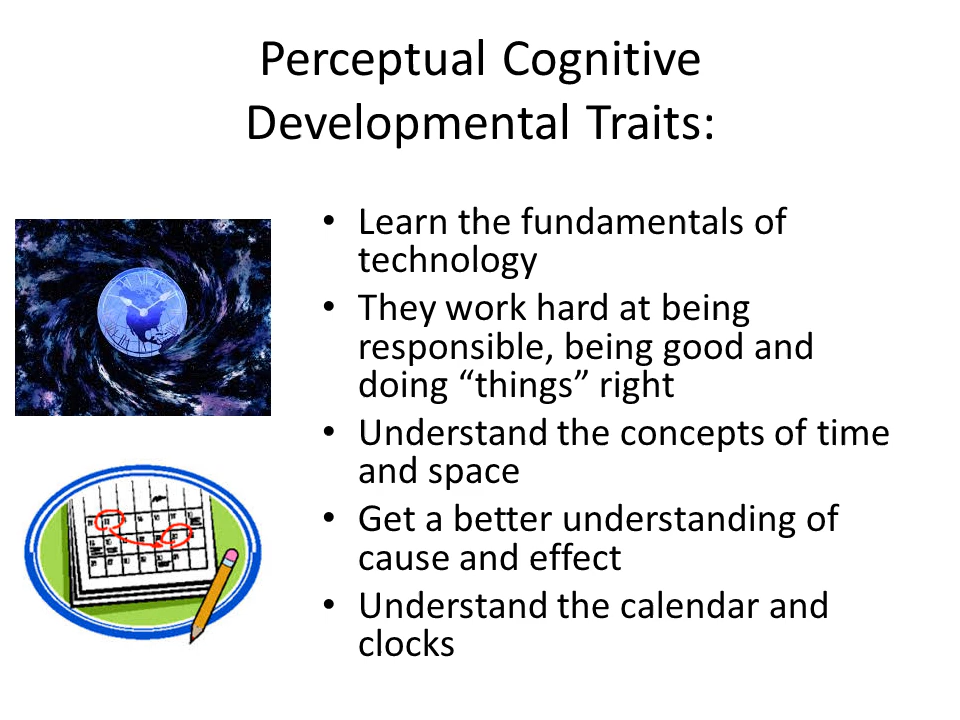 Perceptual Cognitive
Developmental Traits:
• Learn the fundamentals of
technology
• They work hard at being
responsible, being good and
doing “things” right
• Understand the concepts of time
and space
• Get a better understanding of
cause and effect
• Understand the calendar and
clocks